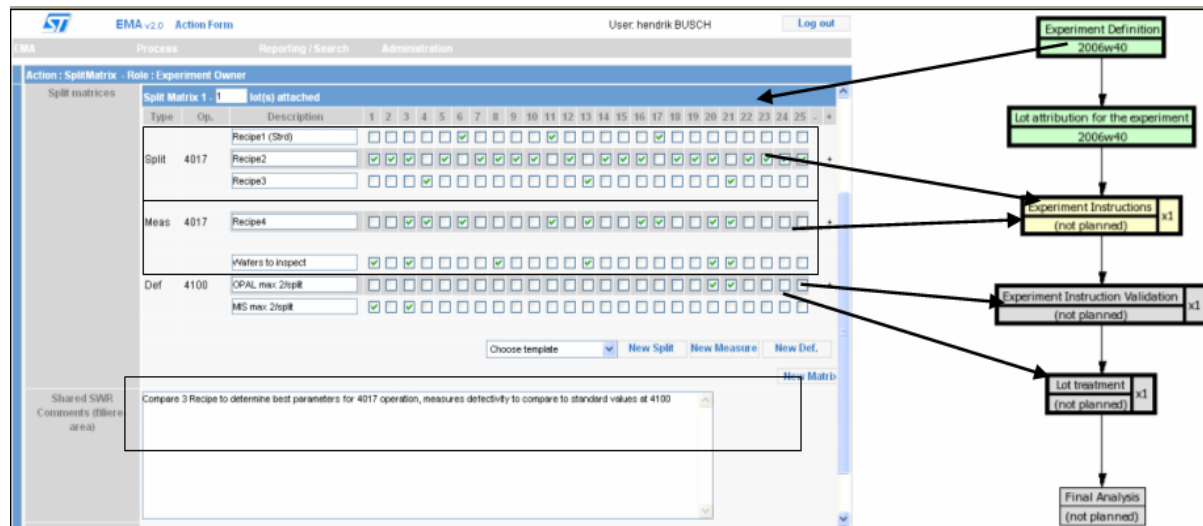 ST EMA v2.0 Action Form User: hendrik BUSCH Log out
EMA Process Reporting / Search Administration
Action : SplitMatrix - Role : Experiment Owner
Split matrices Split Matrix 1 - 1 lot(s) attached
Type Op. Description 1 2 3 4 5 6 7 8 9 10 11 12 13 14 15 16 17 18 19 20 21 22 23 24 25 - +
Recipe1 (Strd)
Split 4017 Recipe2 +
Recipe3
Meas 4017 Recipe4 +
Wafers to inspect
Def 4100 OPAL max 2/split +
MIS max 2/split
Choose template New Split New Measure New Def.
New Matrix
Shared SWR
Comments (filiere
area)
Compare 3 Recipe to determine best parameters for 4017 operation, measures defectivity to compare to standard values at 4100
Experiment Definition
2006w40
Lot attribution for the experiment
2006w40
Experiment Instructions x1
(not planned)
Experiment Instruction Validation x1
(not planned)
Lot treatment x1
(not planned)
Final Analysis
(not planned)